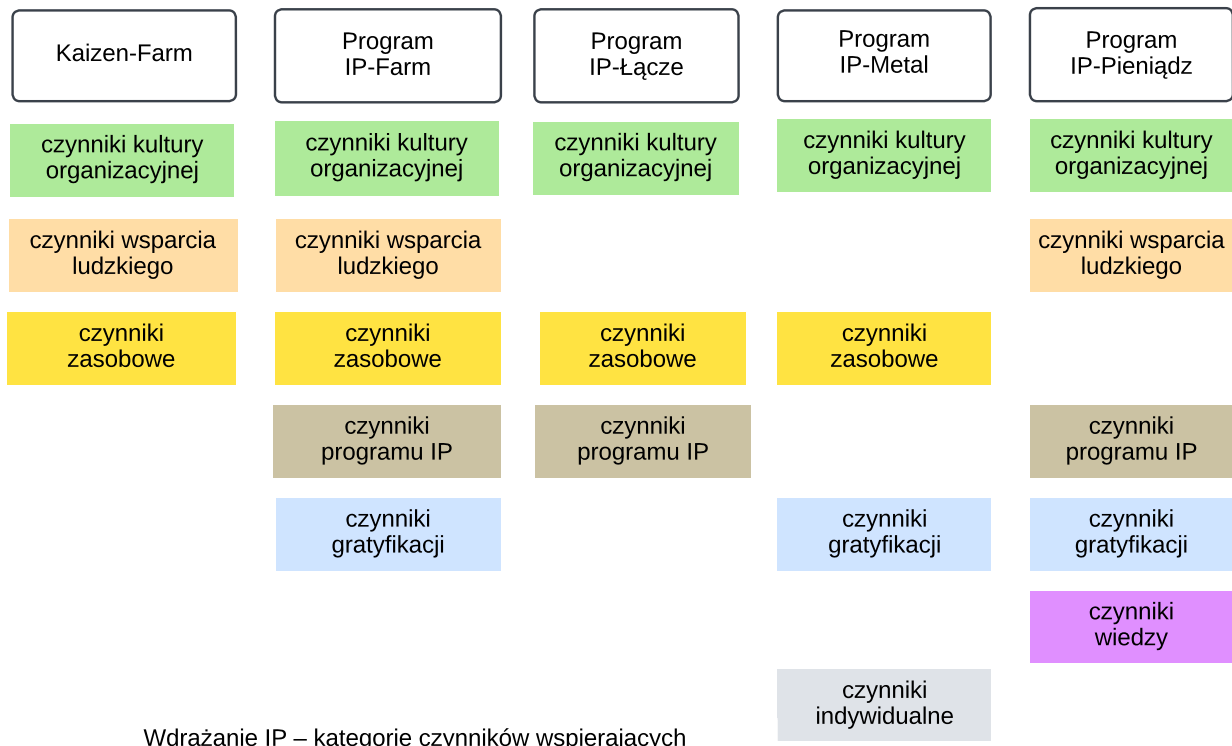 Kaizen-Farm
Program
IP-Farm
Program
IP-Łącze
Program
IP-Metal
Program
IP-Pieniądz
czynniki kultury
organizacyjnej
czynniki kultury
organizacyjnej
czynniki kultury
organizacyjnej
czynniki kultury
organizacyjnej
czynniki kultury
organizacyjnej
czynniki wsparcia
ludzkiego
czynniki wsparcia
ludzkiego
czynniki wsparcia
ludzkiego
czynniki
zasobowe
czynniki
zasobowe
czynniki
zasobowe
czynniki
zasobowe
czynniki
programu IP
czynniki
programu IP
czynniki
programu IP
czynniki
gratyfikacji
czynniki
gratyfikacji
czynniki
gratyfikacji
czynniki
wiedzy
czynniki
indywidualne
Wdrażanie IP – kategorie czynników wspierających